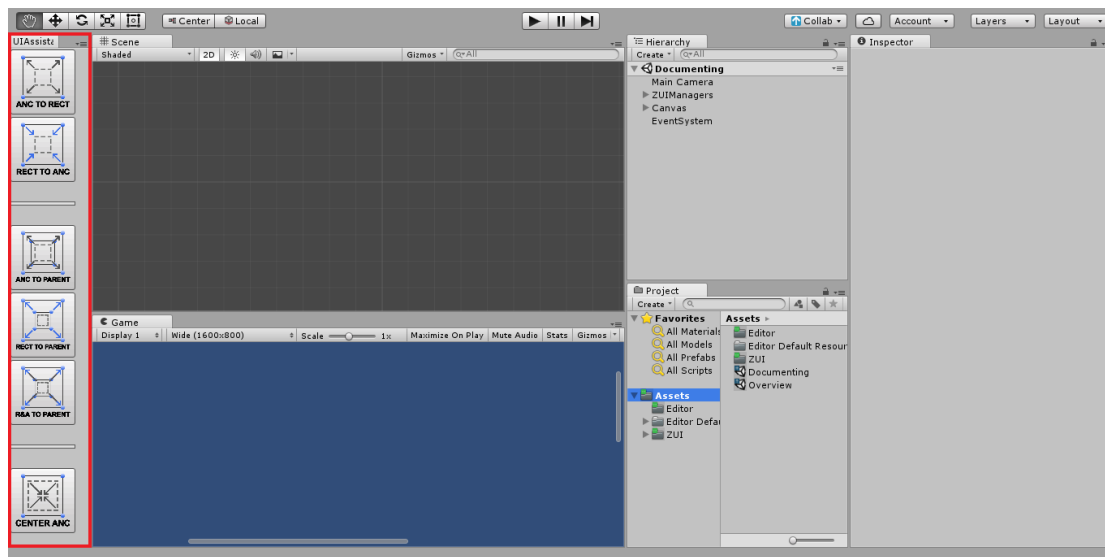 Center Local Collab Account Layers Layout
UIAssista
ANC TO RECT
RECT TO ANC
ANC TO PARENT
RECT TO PARENT
R&A TO PARENT
CENTER ANC
Scene
Shaded 2D Gizmos All
Game
Display 1 Wide (1600x800) Scale 1x Maximize On Play Mute Audio Stats Gizmos
Hierarchy
Create All
Documenting
Main Camera
ZUIManagers
Canvas
EventSystem
Project
Create
Favorites
All Materials
All Models
All Prefabs
All Scripts
Assets
Editor
Editor Defau
ZUI
Assets
Editor
Editor Default Resour
ZUI
Documenting
Overview
Inspector